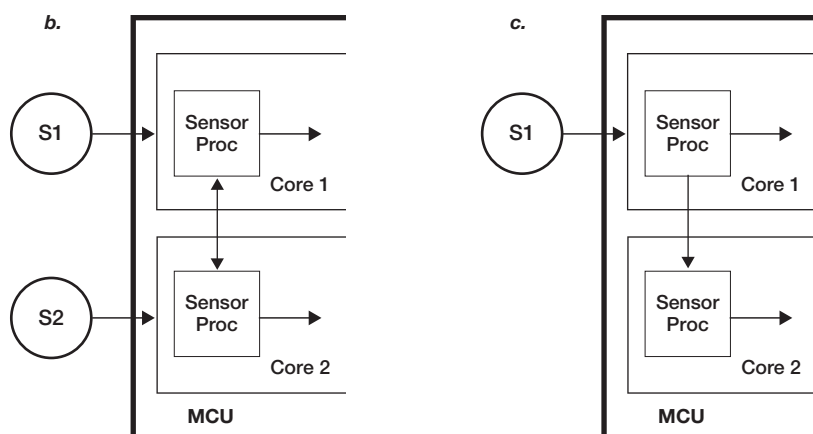 b.
S1
Sensor
Proc
Core 1
S2
Sensor
Proc
Core 2
MCU
c.
S1
Sensor
Proc
Core 1
Sensor
Proc
Core 2
MCU